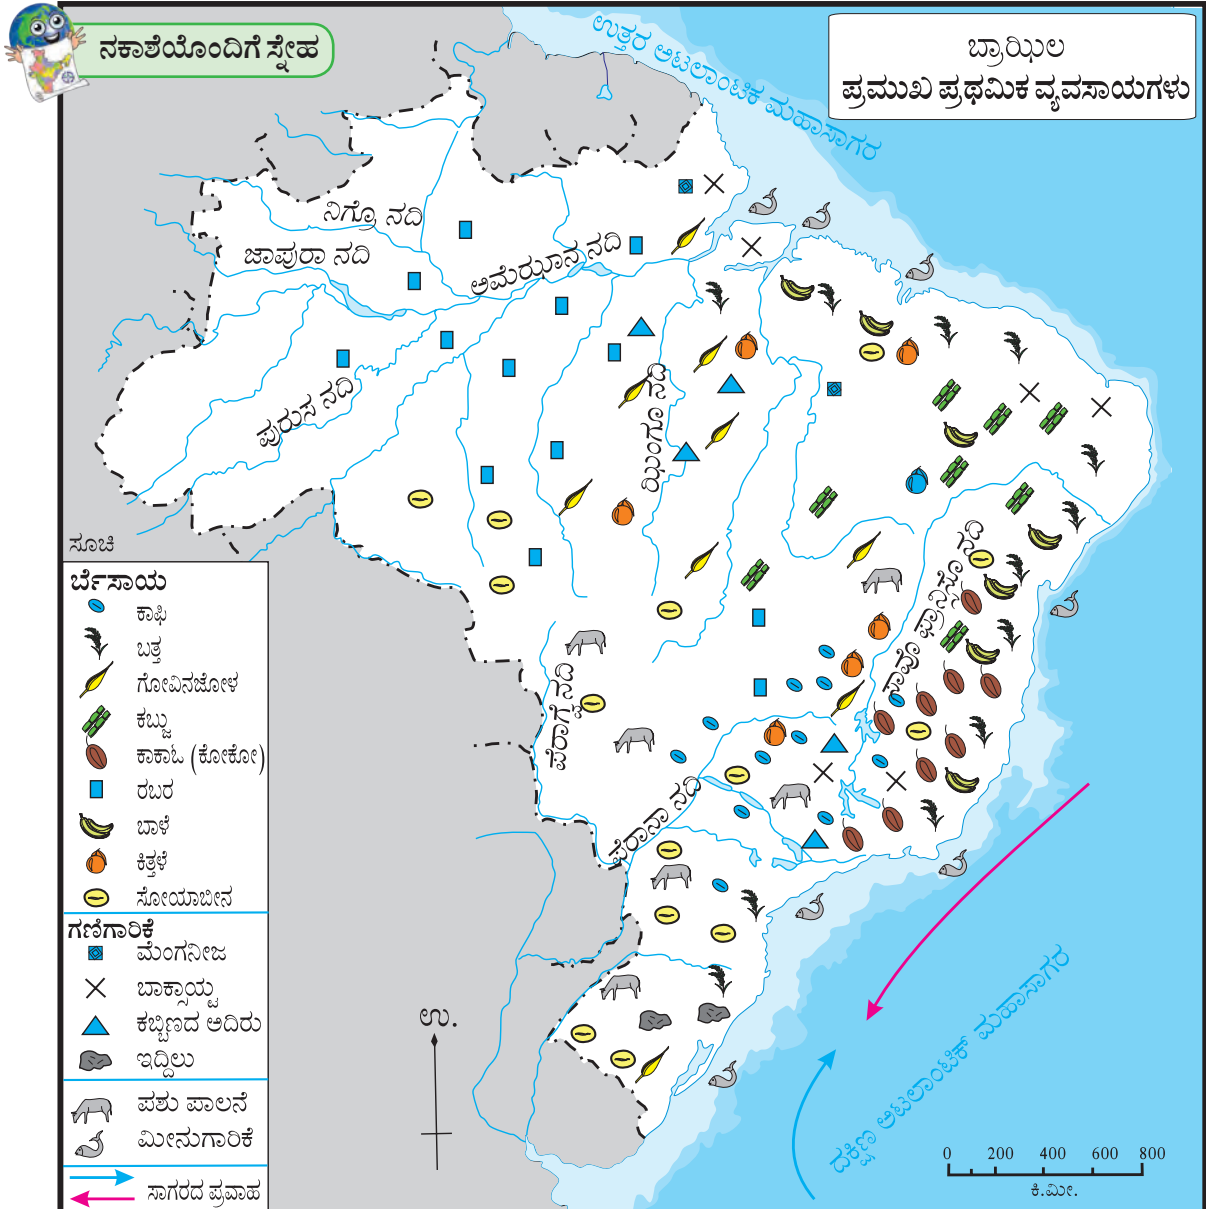 ನಕಾಶೆಯೊಂದಿಗೆ ಸ್ನೇಹ
ಬ್ರಾಝಿಲ
ಪ್ರಮುಖ ಪ್ರಥಮಿಕ ವ್ಯವಸಾಯಗಳು
ಉತ್ತರ ಅಟಲಾಂಟಿಕ ಮಹಾಸಾಗರ
ನಿಗ್ರೊ ನದಿ
ಜಾಪುರಾ ನದಿ
ಅಮೆಝಾನ ನದಿ
ಪುರುಸ ನದಿ
ಝಿಂಗೂ ನದಿ
ಸಾವೊ ಫ್ರಾನ್ಸಿಸ್ಕೊ ನದಿ
ಪೆರಾಗ್ವೆ ನದಿ
ಪೆರಾನಾ ನದಿ
ದಕ್ಷಿಣ ಅಟಲಾಂಟಿಕ್ ಮಹಾಸಾಗರ
ಸೂಚಿ
ಬೆಸಾಯ
ಕಾಫಿ
ಬತ್ತ
ಗೋವಿನಜೋಳ
ಕಬ್ಬು
ಕಾಕಾಓ (ಕೋಕೋ)
ರಬರ
ಬಾಳೆ
ಕಿತ್ತಳೆ
ಸೋಯಾಬೀನ
ಗಣಿಗಾರಿಕೆ
ಮೆಂಗನೀಜ
ಬಾಕ್ಸಾಯ್ಟ
ಕಬ್ಬಿಣದ ಅದಿರು
ಇದ್ದಿಲು
ಪಶು ಪಾಲನೆ
ಮೀನುಗಾರಿಕೆ
ಸಾಗರದ ಪ್ರವಾಹ
ಉ.
0 200 400 600 800
ಕಿ.ಮೀ.